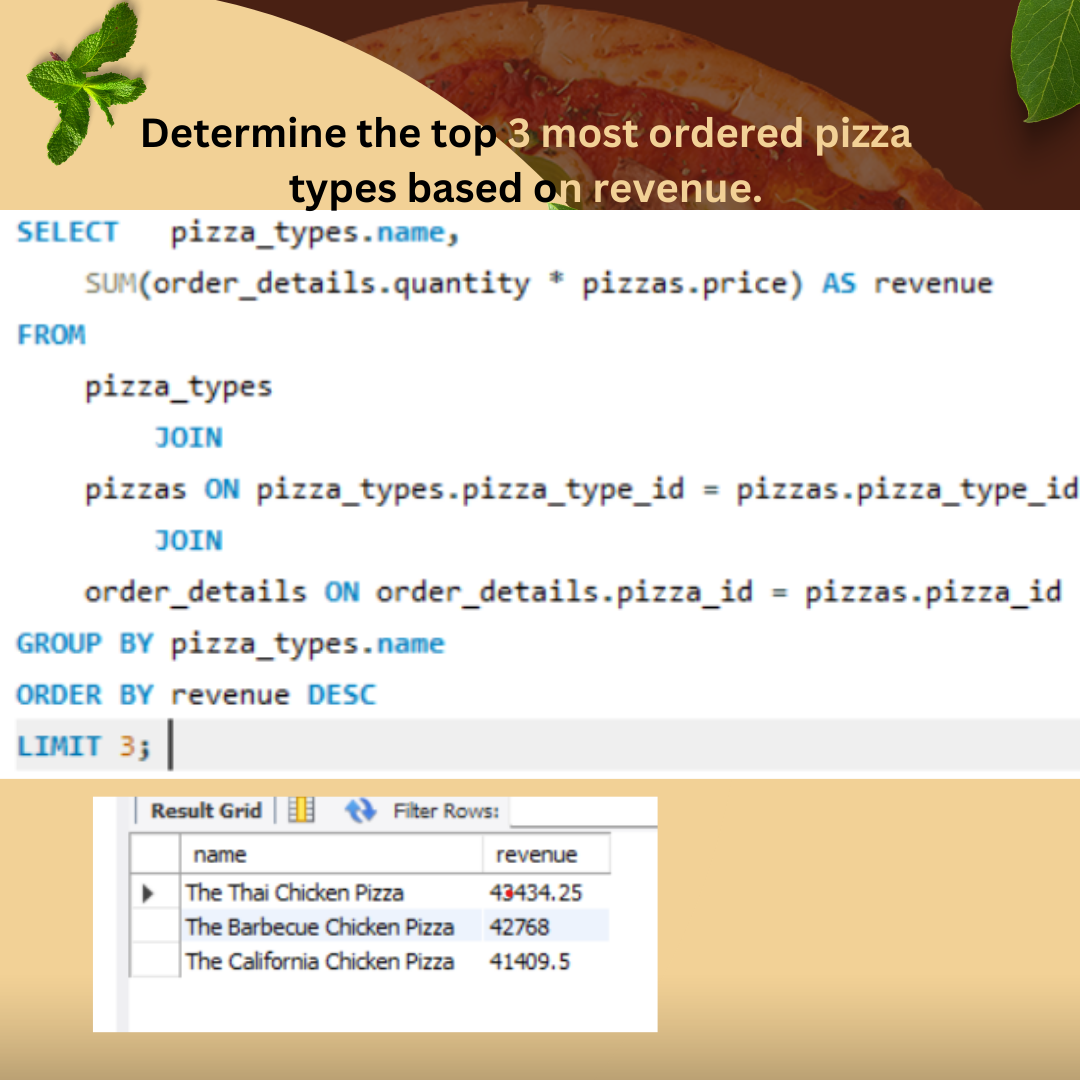 Determine the top 3 most ordered pizza
types based on revenue.
SELECT pizza_types.name,
SUM(order_details.quantity * pizzas.price) AS revenue
FROM
pizza_types
JOIN
pizzas ON pizza_types.pizza_type_id = pizzas.pizza_type_id
JOIN
order_details ON order_details.pizza_id = pizzas.pizza_id
GROUP BY pizza_types.name
ORDER BY revenue DESC
LIMIT 3;
Result Grid Filter Rows:
name revenue
The Thai Chicken Pizza 43434.25
The Barbecue Chicken Pizza 42768
The California Chicken Pizza 41409.5